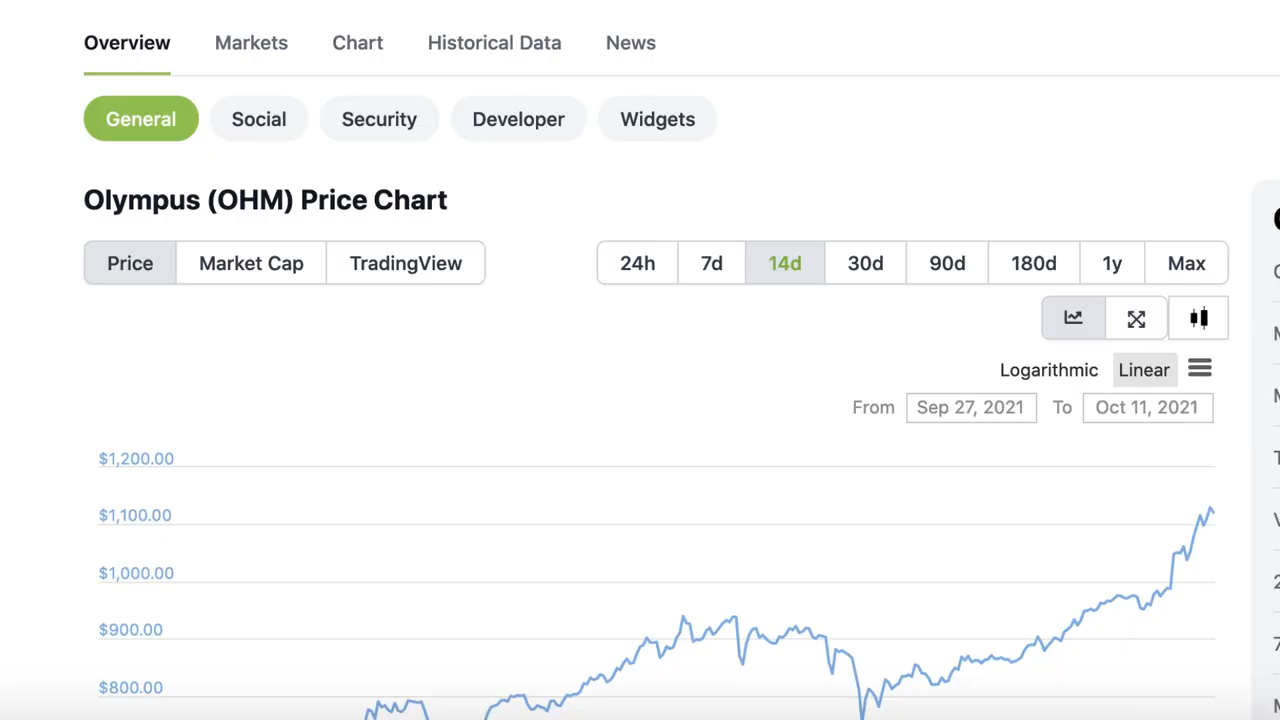 Overview Markets Chart Historical Data News
General Social Security Developer Widgets
Olympus (OHM) Price Chart
Price Market Cap TradingView 24h 7d 14d 30d 90d 180d 1y Max
Logarithmic Linear
From Sep 27, 2021 To Oct 11, 2021
$1,200.00
$1,100.00
$1,000.00
$900.00
$800.00